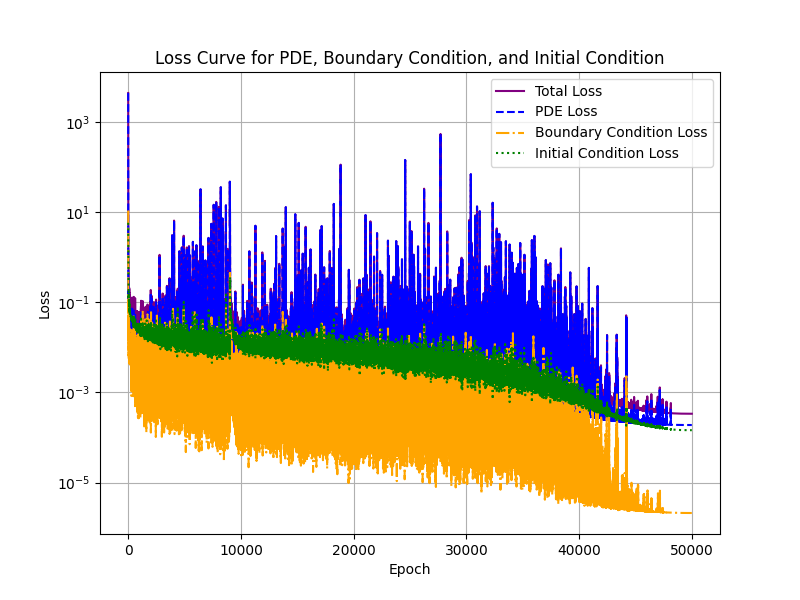 Loss Curve for PDE, Boundary Condition, and Initial Condition
Total Loss
PDE Loss
Boundary Condition Loss
Initial Condition Loss
Loss
10³
10¹
10⁻¹
10⁻³
10⁻⁵
0 10000 20000 30000 40000 50000
Epoch